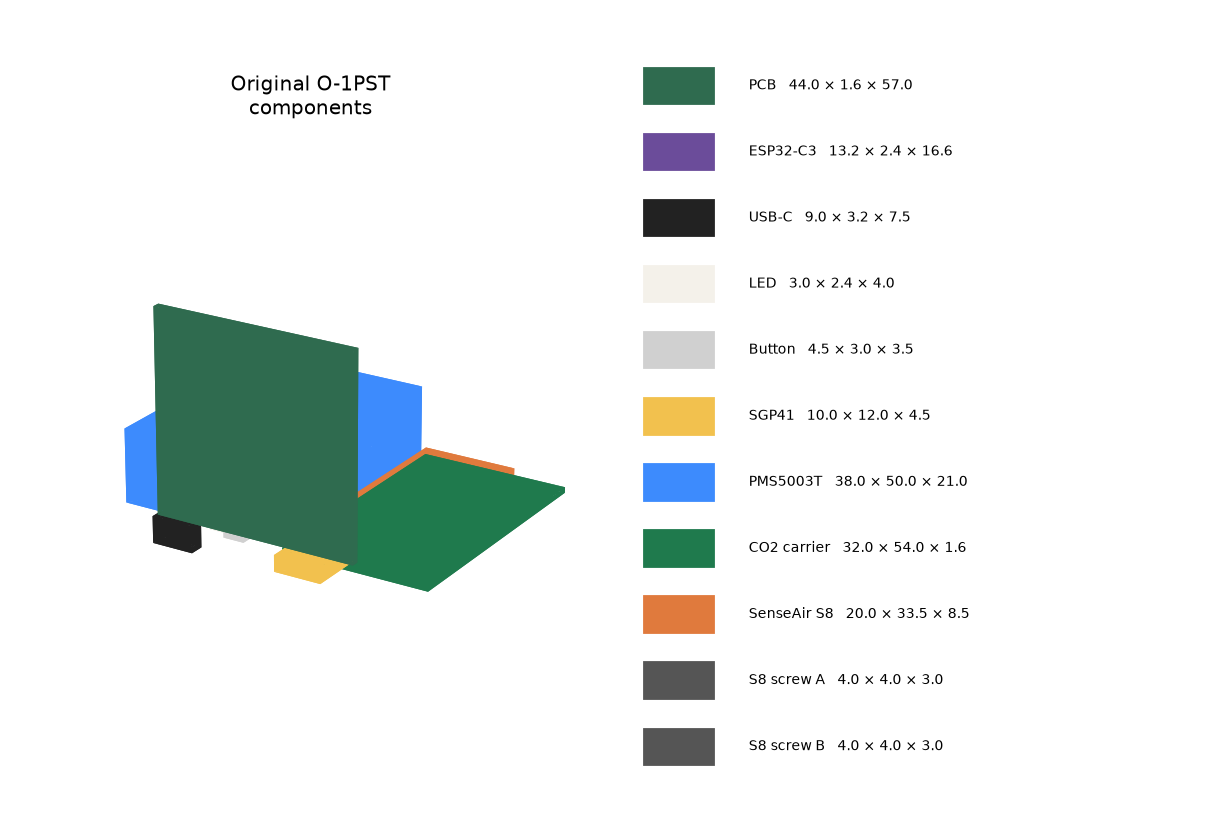 Original O-1PST
components
PCB 44.0 × 1.6 × 57.0
ESP32-C3 13.2 × 2.4 × 16.6
USB-C 9.0 × 3.2 × 7.5
LED 3.0 × 2.4 × 4.0
Button 4.5 × 3.0 × 3.5
SGP41 10.0 × 12.0 × 4.5
PMS5003T 38.0 × 50.0 × 21.0
CO2 carrier 32.0 × 54.0 × 1.6
SenseAir S8 20.0 × 33.5 × 8.5
S8 screw A 4.0 × 4.0 × 3.0
S8 screw B 4.0 × 4.0 × 3.0